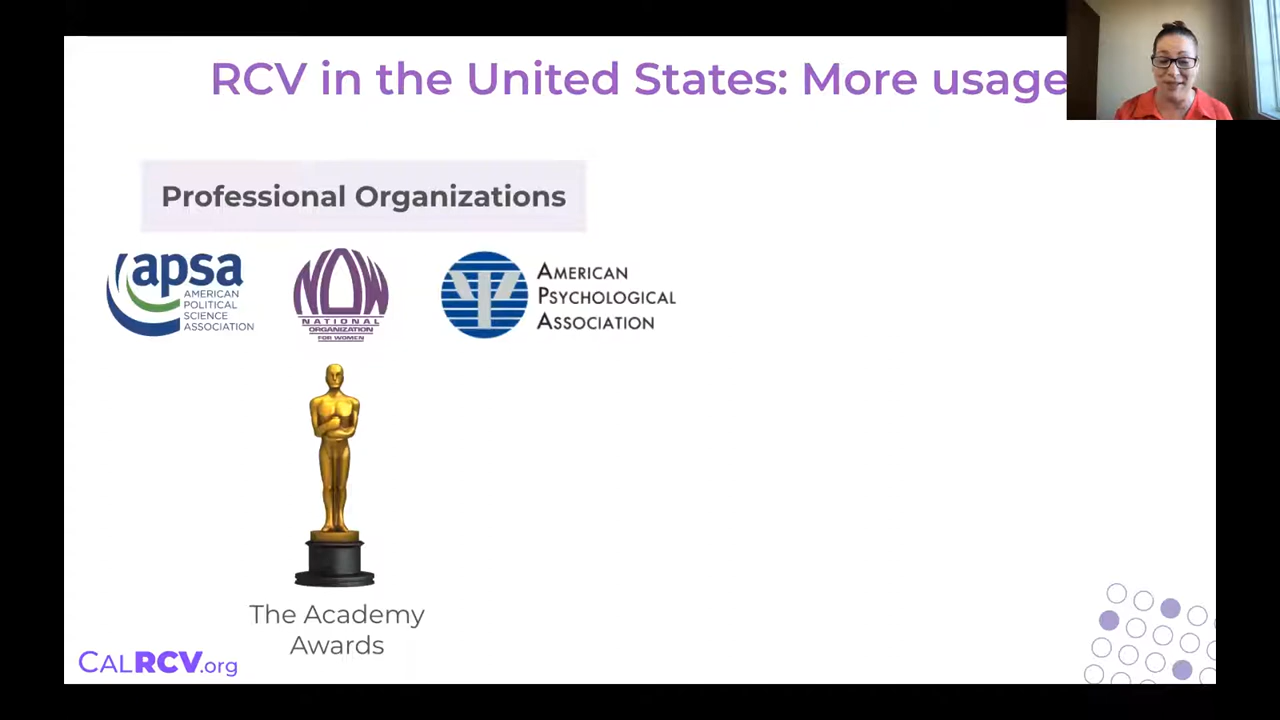 RCV in the United States: More usage
Professional Organizations
apsa
AMERICAN
POLITICAL
SCIENCE
ASSOCIATION
NOW
NATIONAL
ORGANIZATION
FOR WOMEN
AMERICAN
PSYCHOLOGICAL
ASSOCIATION
The Academy
Awards
CALRCV.org